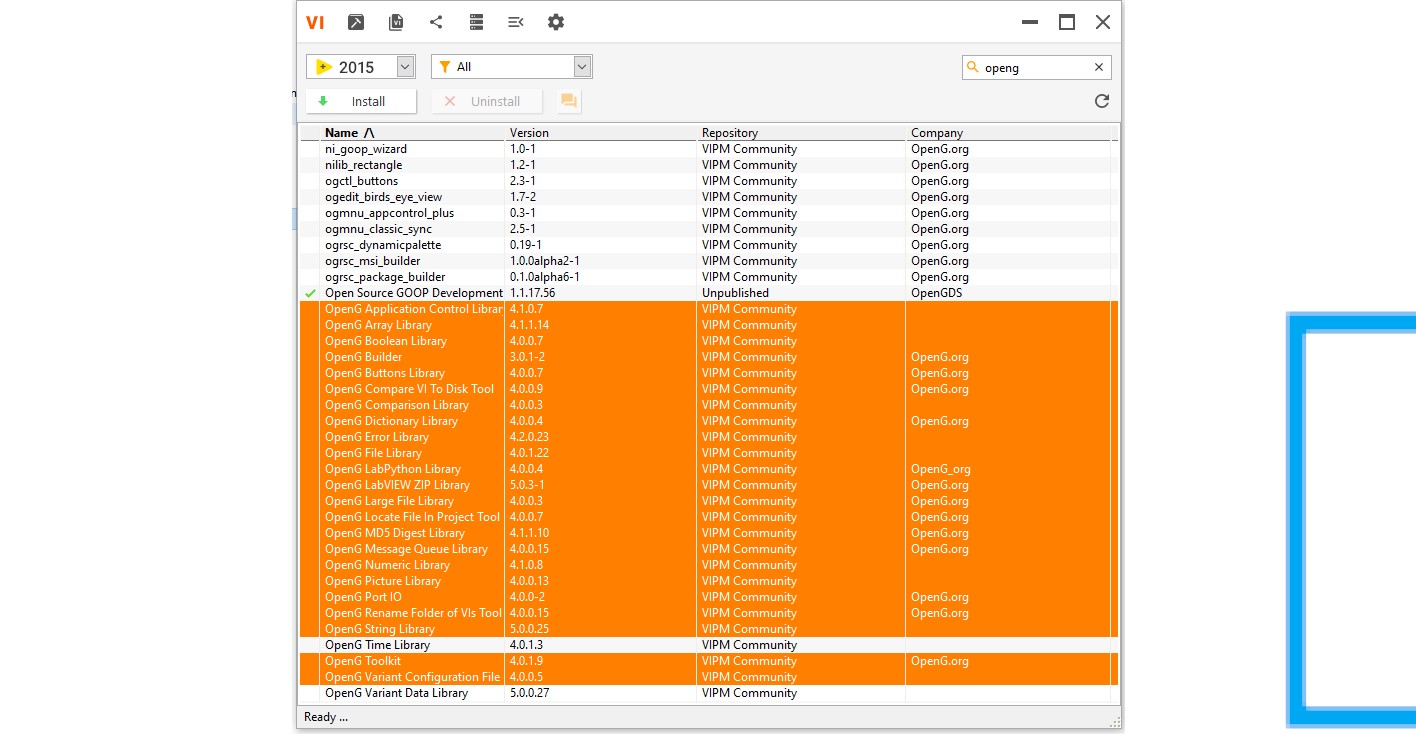 VI
2015
All
openg
Install
Uninstall
Name /\ Version Repository Company
ni_goop_wizard 1.0-1 VIPM Community OpenG.org
nilib_rectangle 1.2-1 VIPM Community OpenG.org
ogctl_buttons 2.3-1 VIPM Community OpenG.org
ogedit_birds_eye_view 1.7-2 VIPM Community OpenG.org
ogmnu_appcontrol_plus 0.3-1 VIPM Community OpenG.org
ogmnu_classic_sync 2.5-1 VIPM Community OpenG.org
ogrsc_dynamicpalette 0.19-1 VIPM Community OpenG.org
ogrsc_msi_builder 1.0.0alpha2-1 VIPM Community OpenG.org
ogrsc_package_builder 0.1.0alpha6-1 VIPM Community OpenG.org
Open Source GOOP Development 1.1.17.56 Unpublished OpenGDS
OpenG Application Control Librar 4.1.0.7 VIPM Community
OpenG Array Library 4.1.1.14 VIPM Community
OpenG Boolean Library 4.0.0.7 VIPM Community
OpenG Builder 3.0.1-2 VIPM Community OpenG.org
OpenG Buttons Library 4.0.0.7 VIPM Community OpenG.org
OpenG Compare VI To Disk Tool 4.0.0.9 VIPM Community OpenG.org
OpenG Comparison Library 4.0.0.3 VIPM Community
OpenG Dictionary Library 4.0.0.4 VIPM Community OpenG.org
OpenG Error Library 4.2.0.23 VIPM Community
OpenG File Library 4.0.1.22 VIPM Community
OpenG LabPython Library 4.0.0.4 VIPM Community OpenG_org
OpenG LabVIEW ZIP Library 5.0.3-1 VIPM Community OpenG.org
OpenG Large File Library 4.0.0.3 VIPM Community OpenG.org
OpenG Locate File In Project Tool 4.0.0.7 VIPM Community OpenG.org
OpenG MD5 Digest Library 4.1.1.10 VIPM Community OpenG.org
OpenG Message Queue Library 4.0.0.15 VIPM Community OpenG.org
OpenG Numeric Library 4.1.0.8 VIPM Community
OpenG Picture Library 4.0.0.13 VIPM Community
OpenG Port IO 4.0.0-2 VIPM Community OpenG.org
OpenG Rename Folder of VIs Tool 4.0.0.15 VIPM Community OpenG.org
OpenG String Library 5.0.0.25 VIPM Community
OpenG Time Library 4.0.1.3 VIPM Community
OpenG Toolkit 4.0.1.9 VIPM Community OpenG.org
OpenG Variant Configuration File 4.0.0.5 VIPM Community
OpenG Variant Data Library 5.0.0.27 VIPM Community
Ready ...